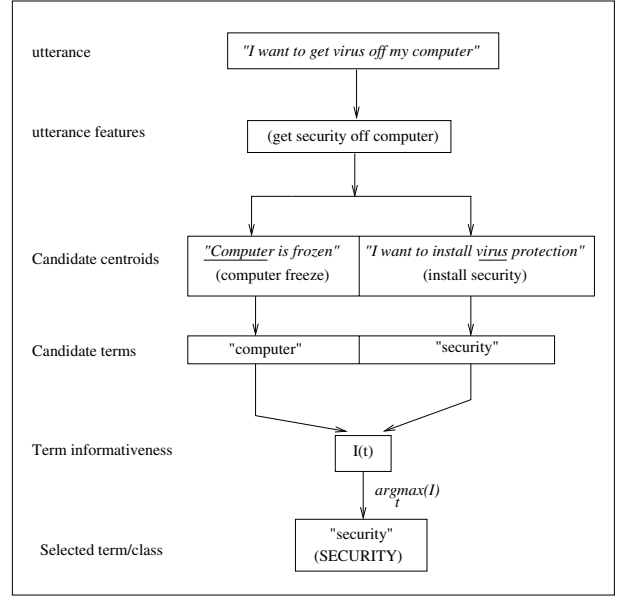 utterance
"I want to get virus off my computer"
utterance features
(get security off computer)
Candidate centroids
"Computer is frozen"
(computer freeze)
"I want to install virus protection"
(install security)
Candidate terms
"computer"
"security"
Term informativeness
I(t)
argmax(I)
t
Selected term/class
"security"
(SECURITY)